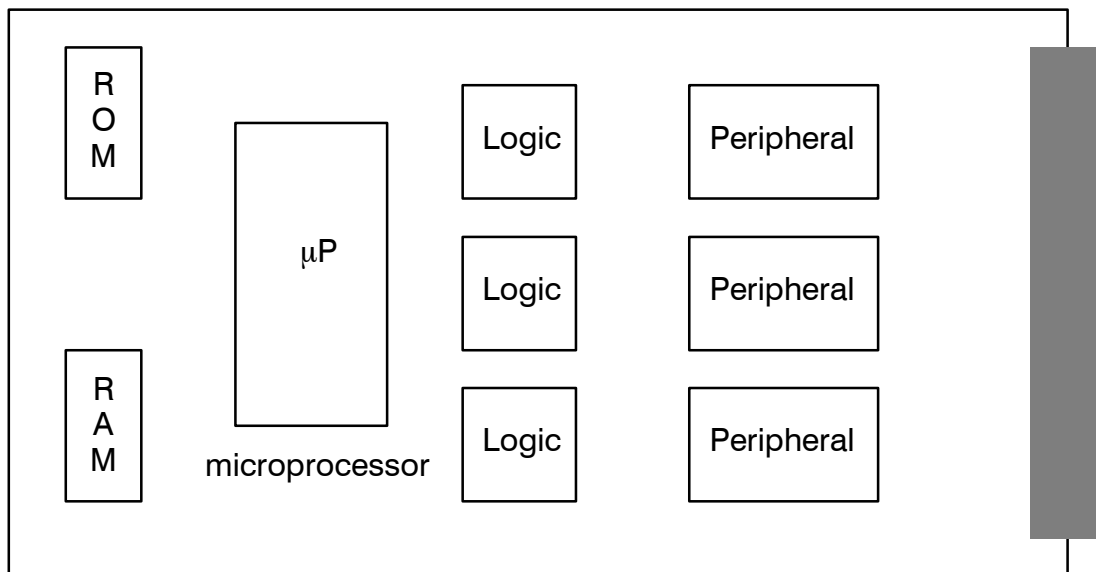 R
O
M
Logic
Peripheral
μP
Logic
Peripheral
R
A
M
Logic
Peripheral
microprocessor